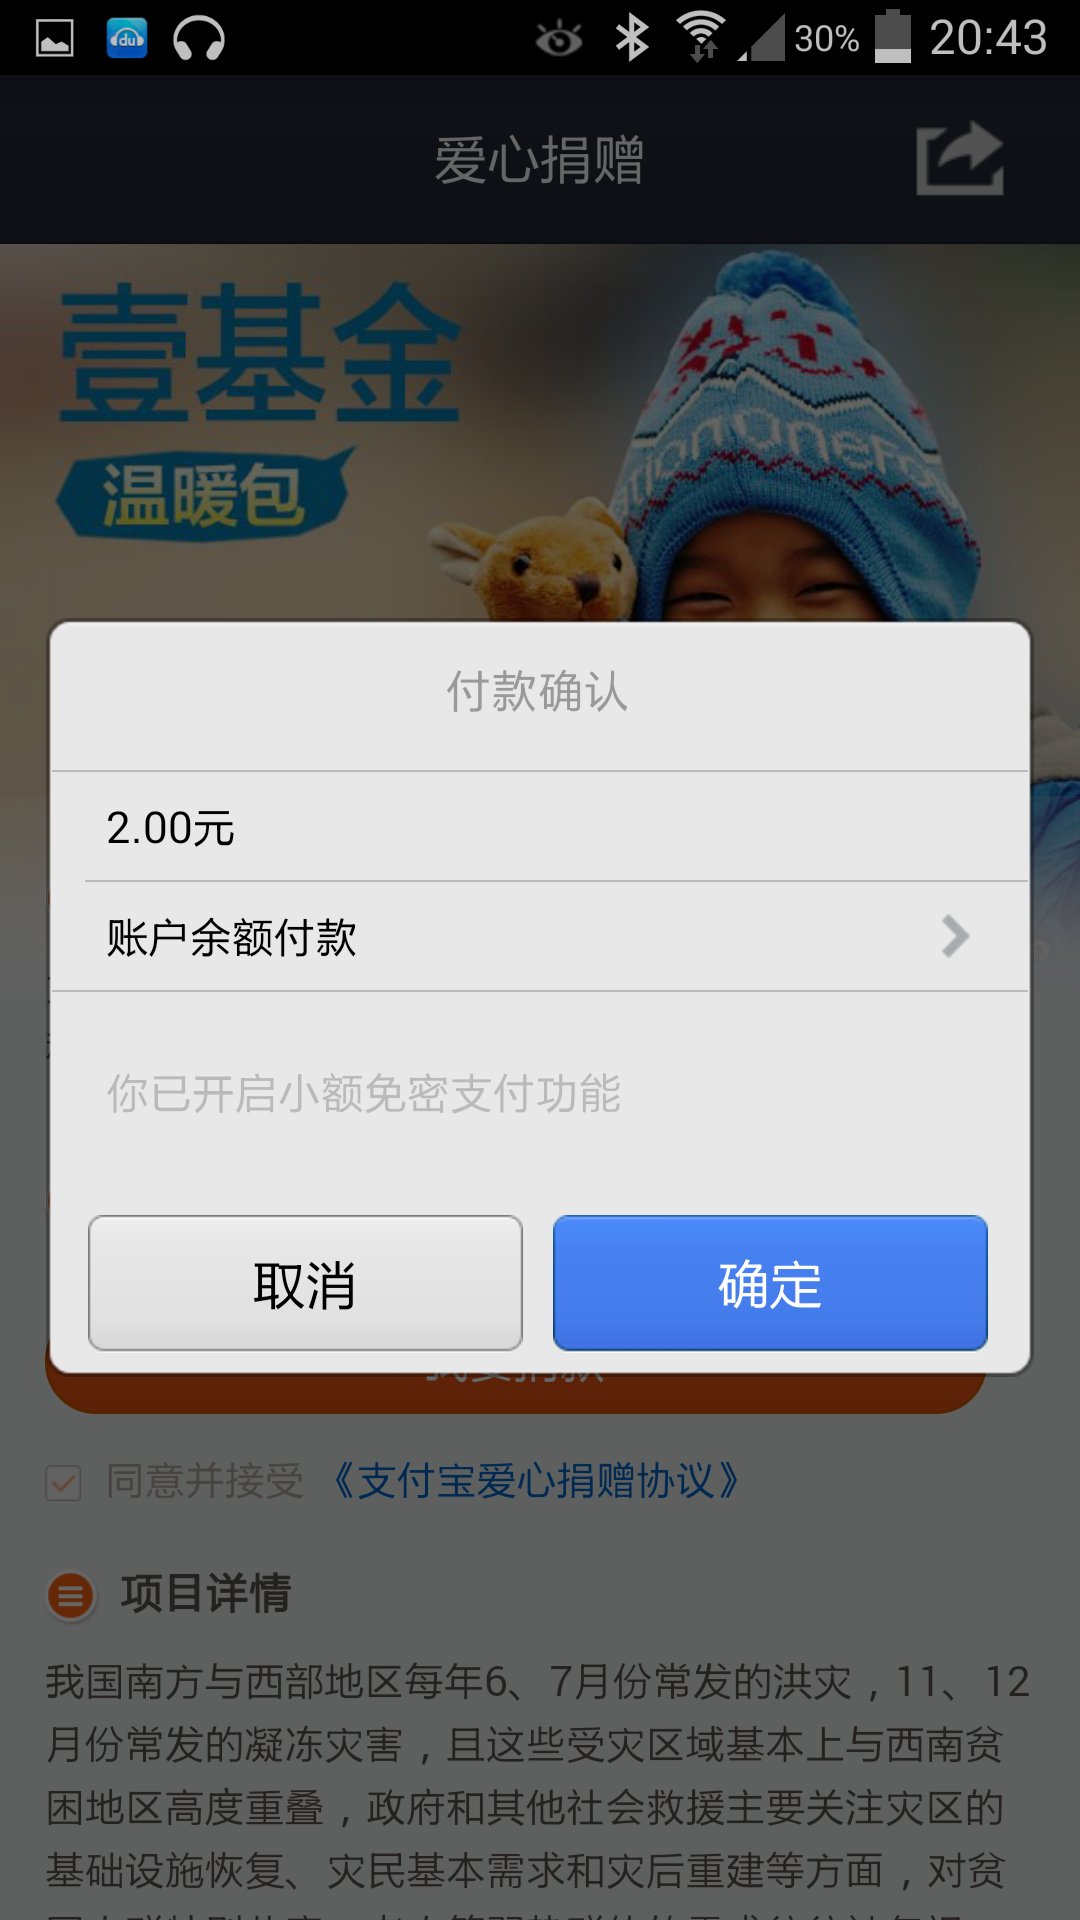 30% 20:43
爱心捐赠
壹基金
温暖包
付款确认
2.00元
账户余额付款
你已开启小额免密支付功能
取消 确定
我要捐款
同意并接受 《支付宝爱心捐赠协议》
项目详情
我国南方与西部地区每年6、7月份常发的洪灾，11、12
月份常发的凝冻灾害，且这些受灾区域基本上与西南贫
困地区高度重叠，政府和其他社会救援主要关注灾区的
基础设施恢复、灾民基本需求和灾后重建等方面，对贫